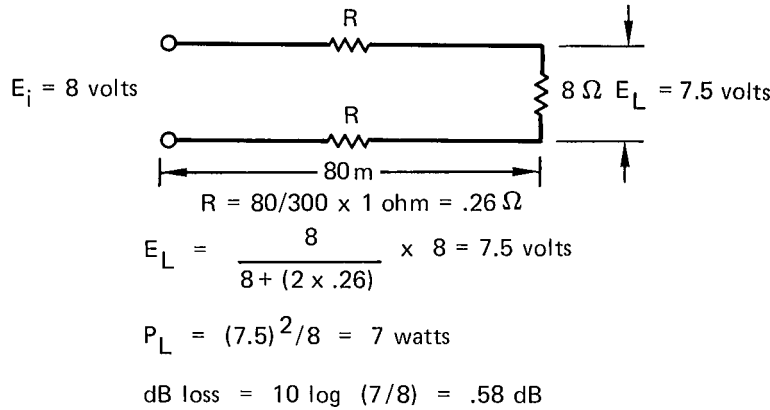 R
E_i = 8 volts
8 Ω E_L = 7.5 volts
R
80 m
R = 80/300 x 1 ohm = .26 Ω
E_L = 8 / 8 + (2 x .26) x 8 = 7.5 volts
P_L = (7.5)^2/8 = 7 watts
dB loss = 10 log (7/8) = .58 dB